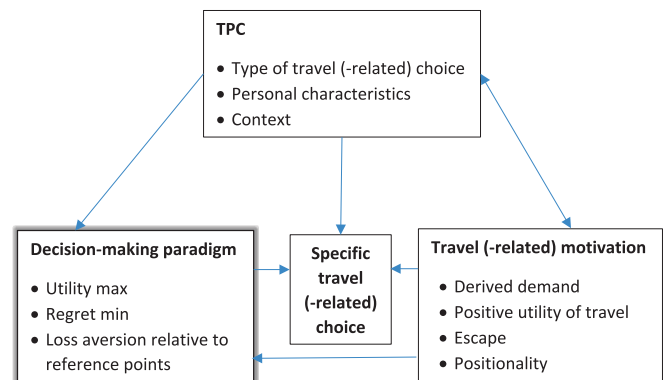 TPC
• Type of travel (-related) choice
• Personal characteristics
• Context
Decision-making paradigm
• Utility max
• Regret min
• Loss aversion relative to
reference points
Specific
travel
(-related)
choice
Travel (-related) motivation
• Derived demand
• Positive utility of travel
• Escape
• Positionality